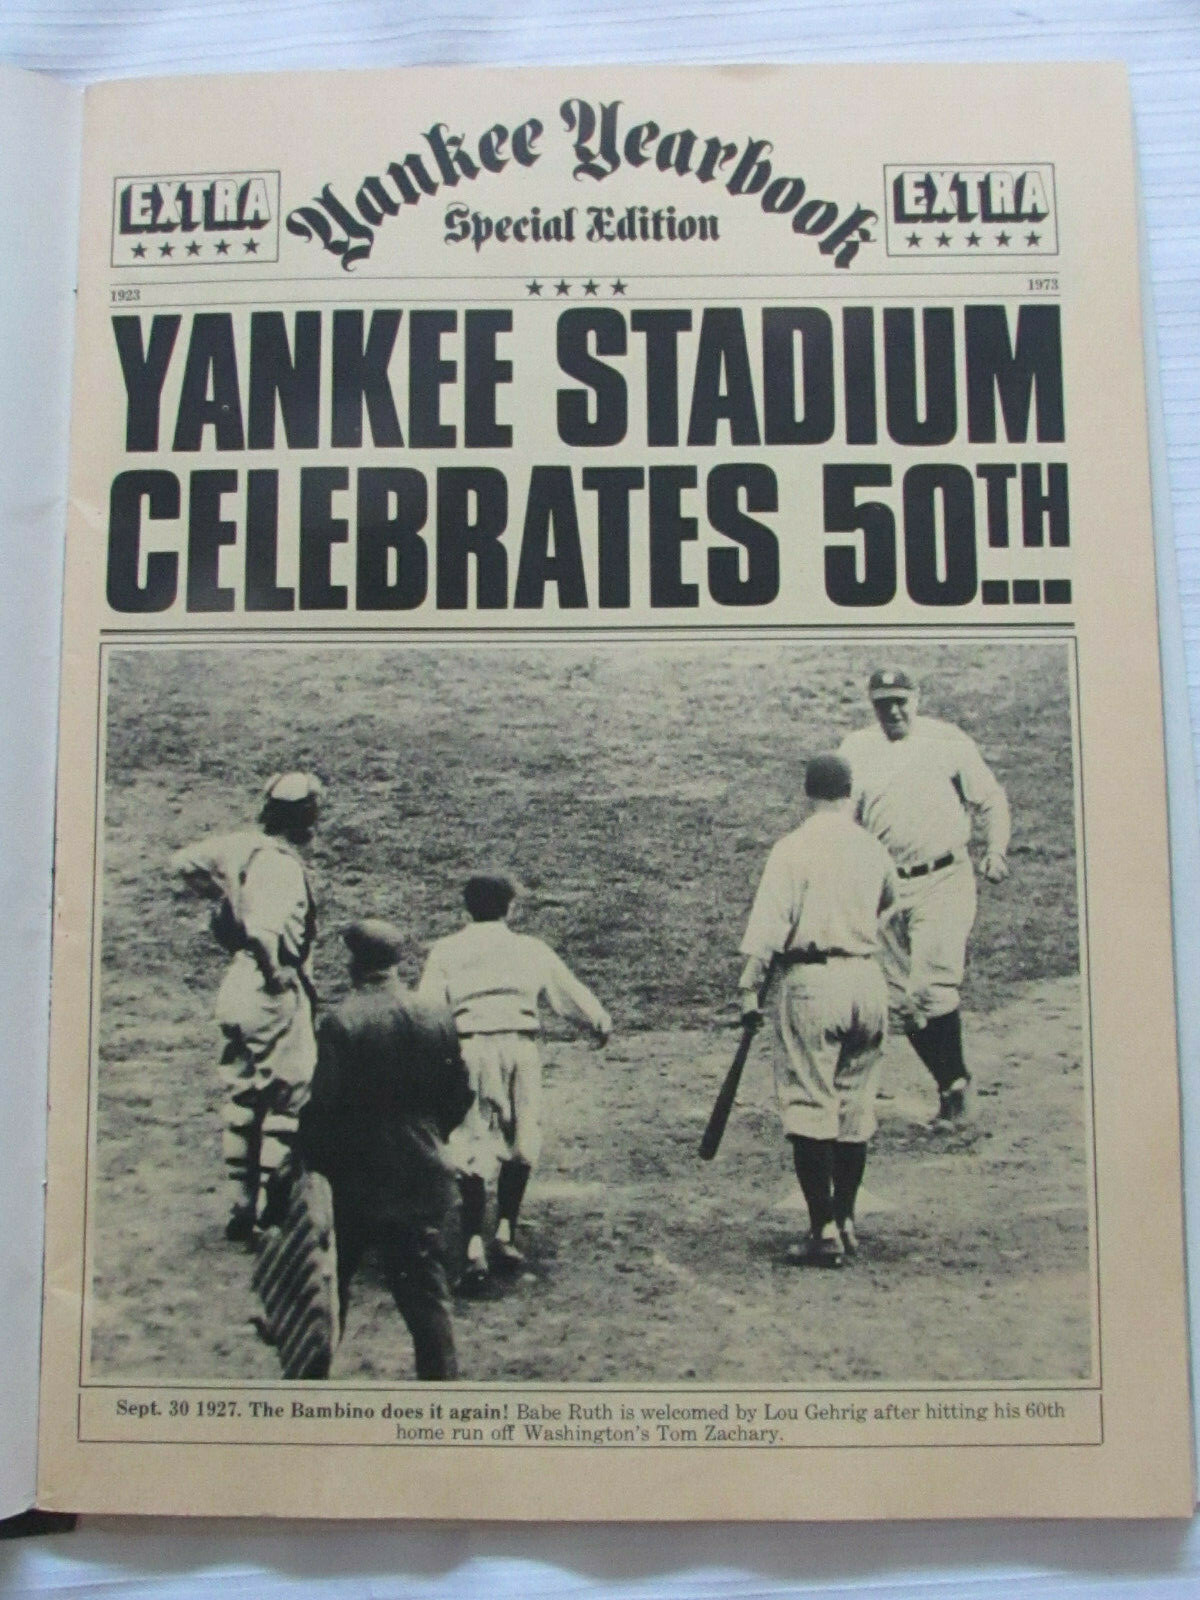 Yankee Yearbook
EXTRA
Special Edition
EXTRA
1923
1973
YANKEE STADIUM
CELEBRATES 50TH...
Sept. 30 1927. The Bambino does it again! Babe Ruth is welcomed by Lou Gehrig after hitting his 60th
home run off Washington's Tom Zachary.